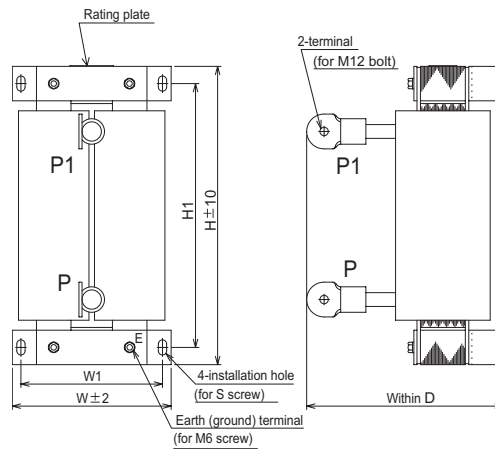 Rating plate
2-terminal
(for M12 bolt)
P1
P1
H1
H±10
P
P
E
W1
4-installation hole
(for S screw)
W±2
Within D
Earth (ground) terminal
(for M6 screw)